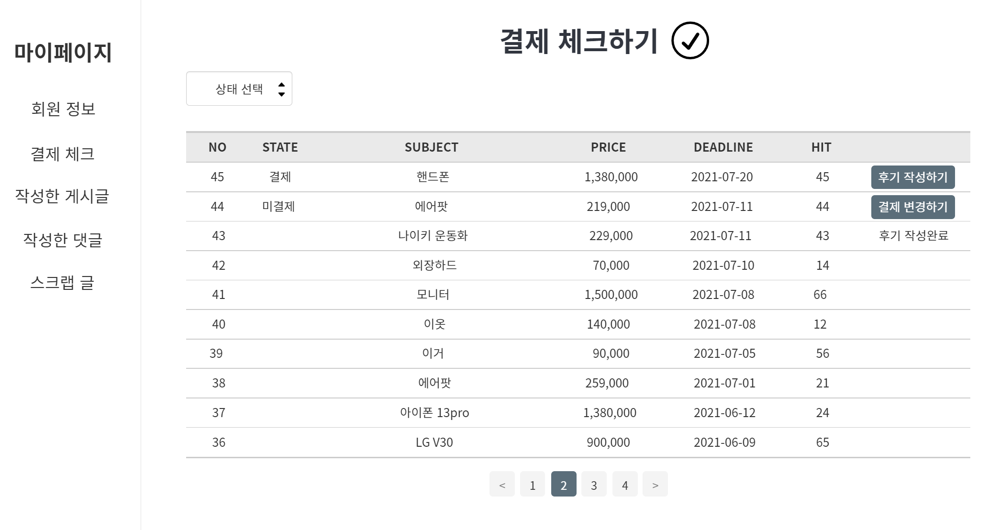 마이페이지
회원 정보
결제 체크
작성한 게시글
작성한 댓글
스크랩 글
결제 체크하기
상태 선택
NO STATE SUBJECT PRICE DEADLINE HIT
45 결제 핸드폰 1,380,000 2021-07-20 45 후기 작성하기
44 미결제 에어팟 219,000 2021-07-11 44 결제 변경하기
43 나이키 운동화 229,000 2021-07-11 43 후기 작성완료
42 외장하드 70,000 2021-07-10 14
41 모니터 1,500,000 2021-07-08 66
40 이옷 140,000 2021-07-08 12
39 이거 90,000 2021-07-05 56
38 에어팟 259,000 2021-07-01 21
37 아이폰 13pro 1,380,000 2021-06-12 24
36 LG V30 900,000 2021-06-09 65
< 1 2 3 4 >